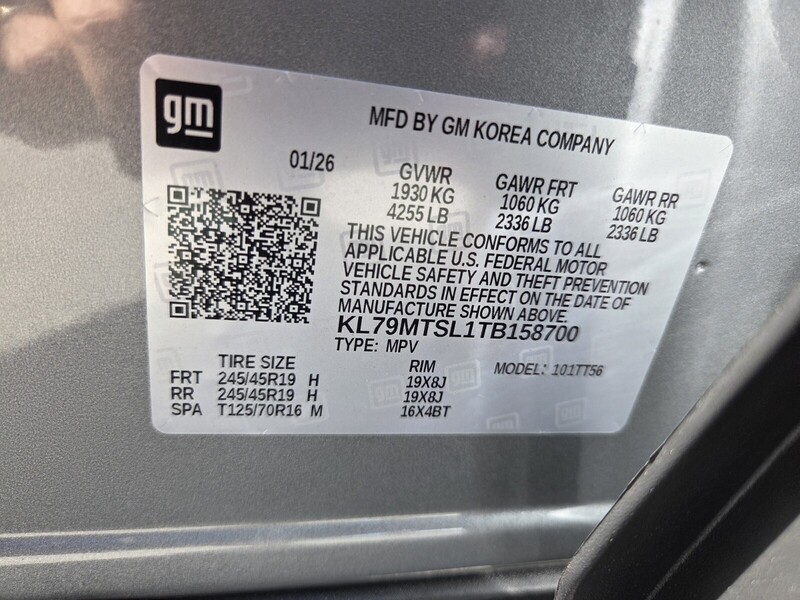 gm
MFD BY GM KOREA COMPANY
01/26
GVWR
1930 KG
4255 LB
GAWR FRT
1060 KG
2336 LB
GAWR RR
1060 KG
2336 LB
THIS VEHICLE CONFORMS TO ALL
APPLICABLE U.S. FEDERAL MOTOR
VEHICLE SAFETY AND THEFT PREVENTION
STANDARDS IN EFFECT ON THE DATE OF
MANUFACTURE SHOWN ABOVE.
KL79MTSL1TB158700
TYPE: MPV
MODEL: 101TT56
TIRE SIZE RIM
FRT 245/45R19 H 19X8J
RR 245/45R19 H 19X8J
SPA T125/70R16 M 16X4BT